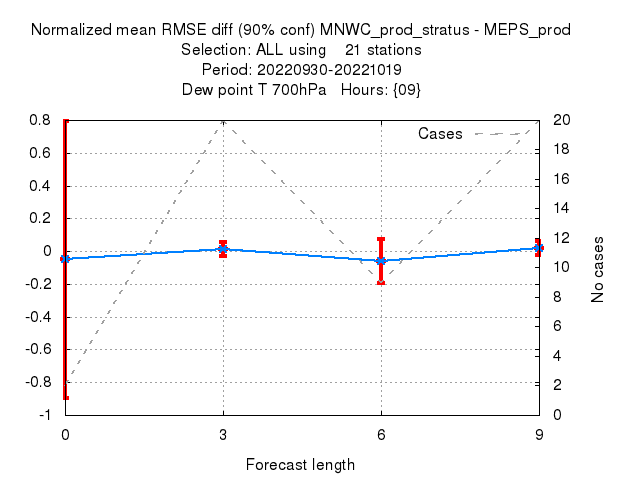 Normalized mean RMSE diff (90% conf) MNWC_prod_stratus - MEPS_prod
Selection: ALL using 21 stations
Period: 20220930-20221019
Dew point T 700hPa Hours: {09}
Cases
0.8
0.6
0.4
0.2
0
-0.2
-0.4
-0.6
-0.8
-1
20
18
16
14
12
10
8
6
4
2
0
No cases
0 3 6 9
Forecast length